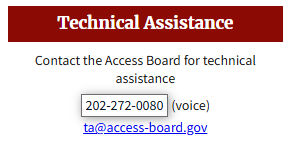 Technical Assistance
Contact the Access Board for technical
assistance
202-272-0080 (voice)
ta@access-board.gov